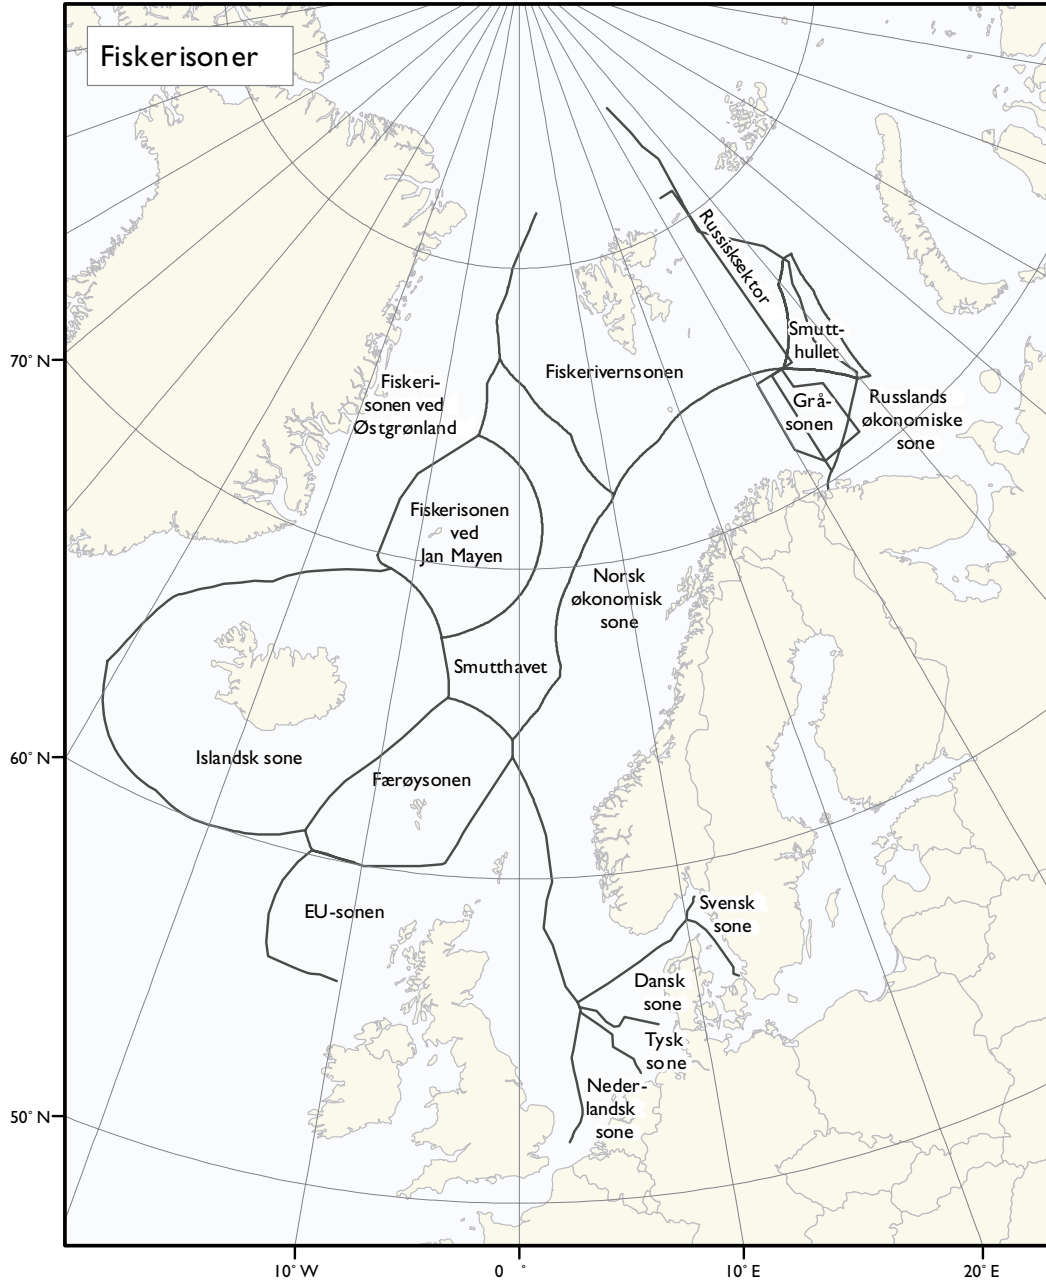 Fiskerisoner
Russisksektor
Smutt-
hullet
70° N
Fiskerivernsonen
Fiskeri-
sonen ved
Østgrønland
Grå-
sonen
Russlands
økonomiske
sone
Fiskerisonen
ved
Jan Mayen
Norsk
økonomisk
sone
Smutthavet
60° N
Islandsk sone
Færøysonen
EU-sonen
Svensk
sone
Dansk
sone
Tysk
sone
Neder-
landsk
sone
50° N
10° W
0 °
10° E
20° E